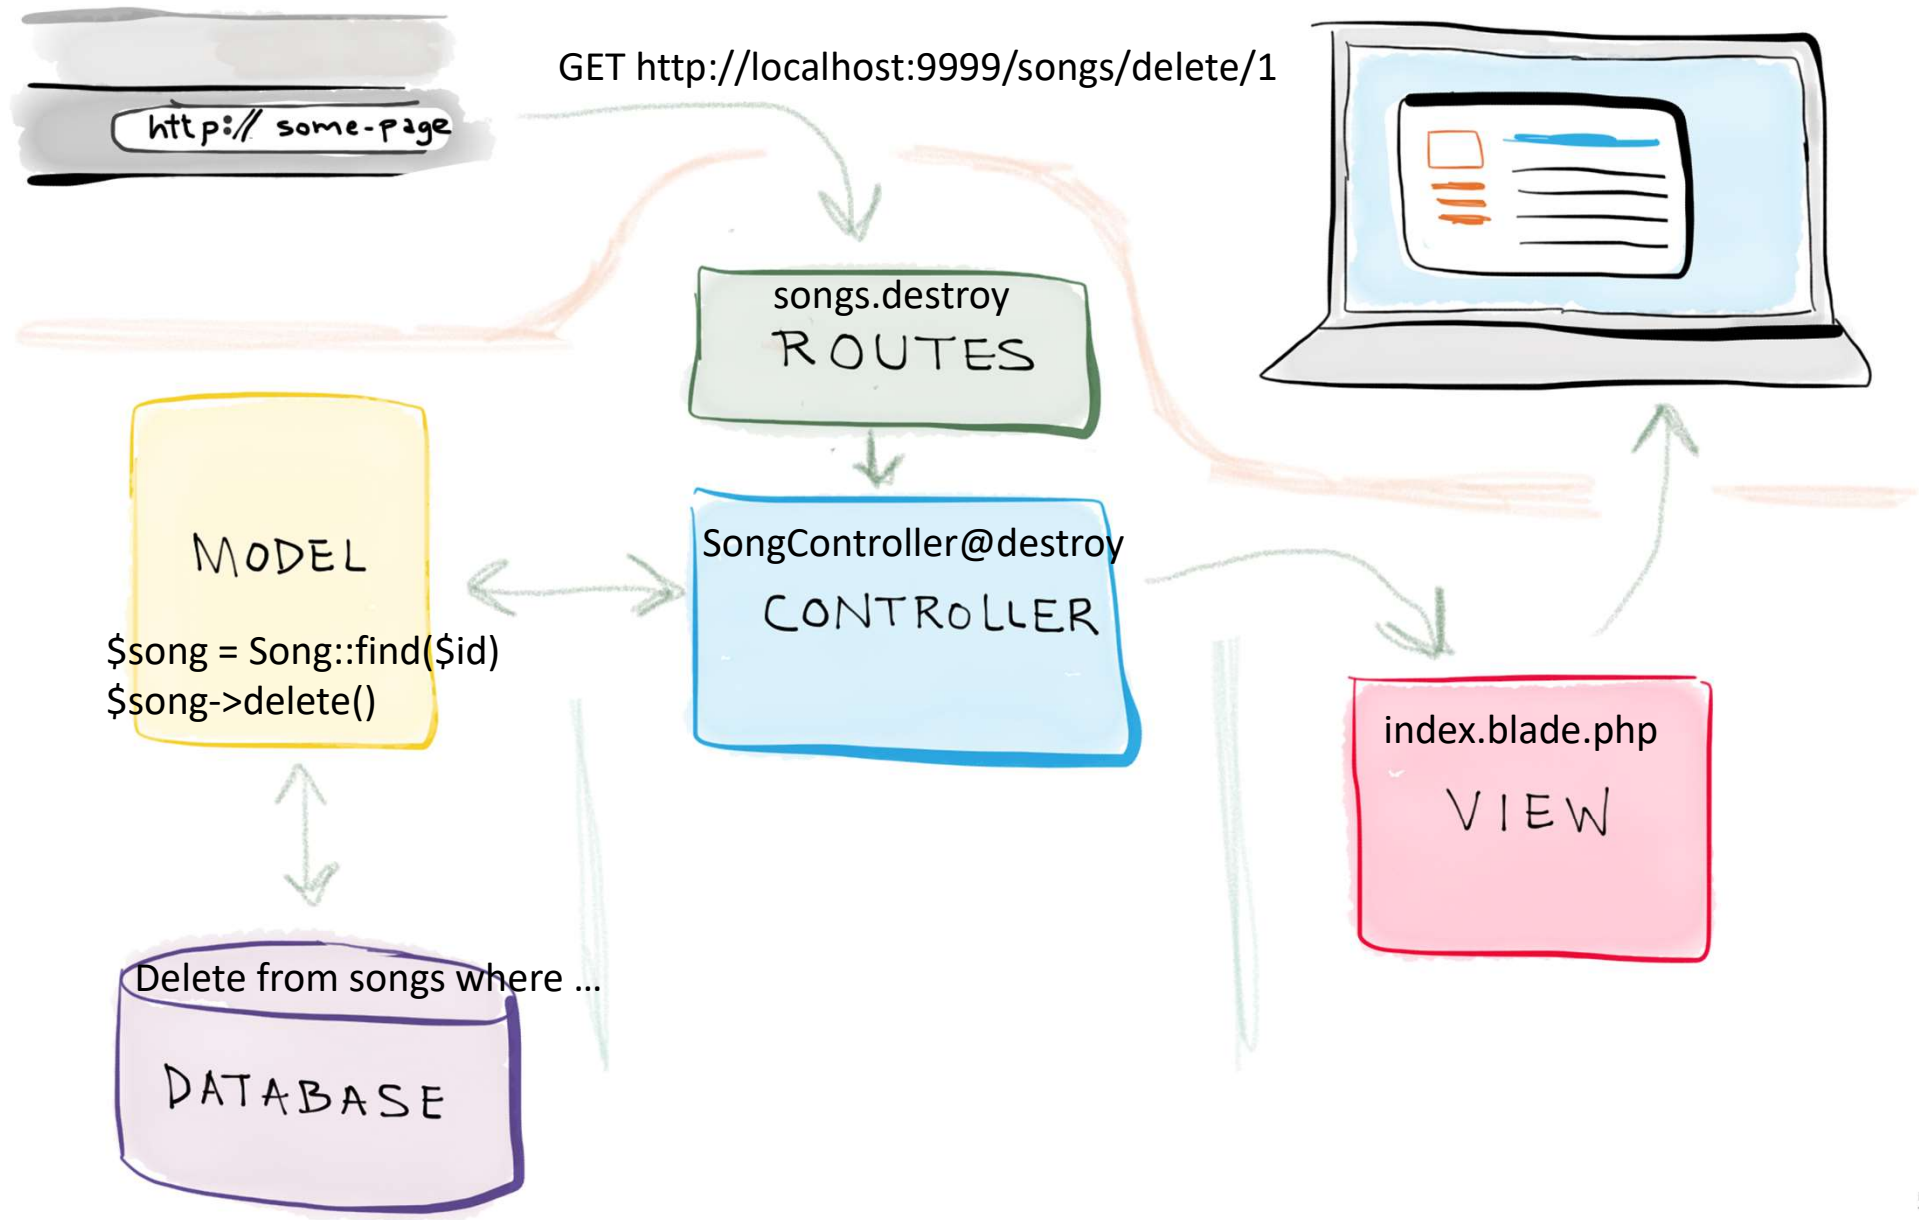 GET http://localhost:9999/songs/delete/1
http:// some-page
songs.destroy
ROUTES
SongController@destroy
CONTROLLER
MODEL
$song = Song::find($id)
$song->delete()
index.blade.php
VIEW
Delete from songs where ...
DATABASE